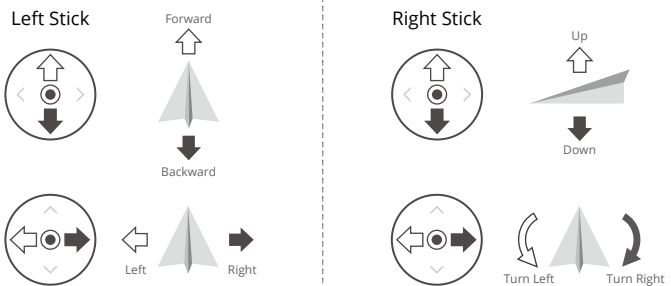 Left Stick
Forward
Backward
Left
Right
Right Stick
Up
Down
Turn Left
Turn Right